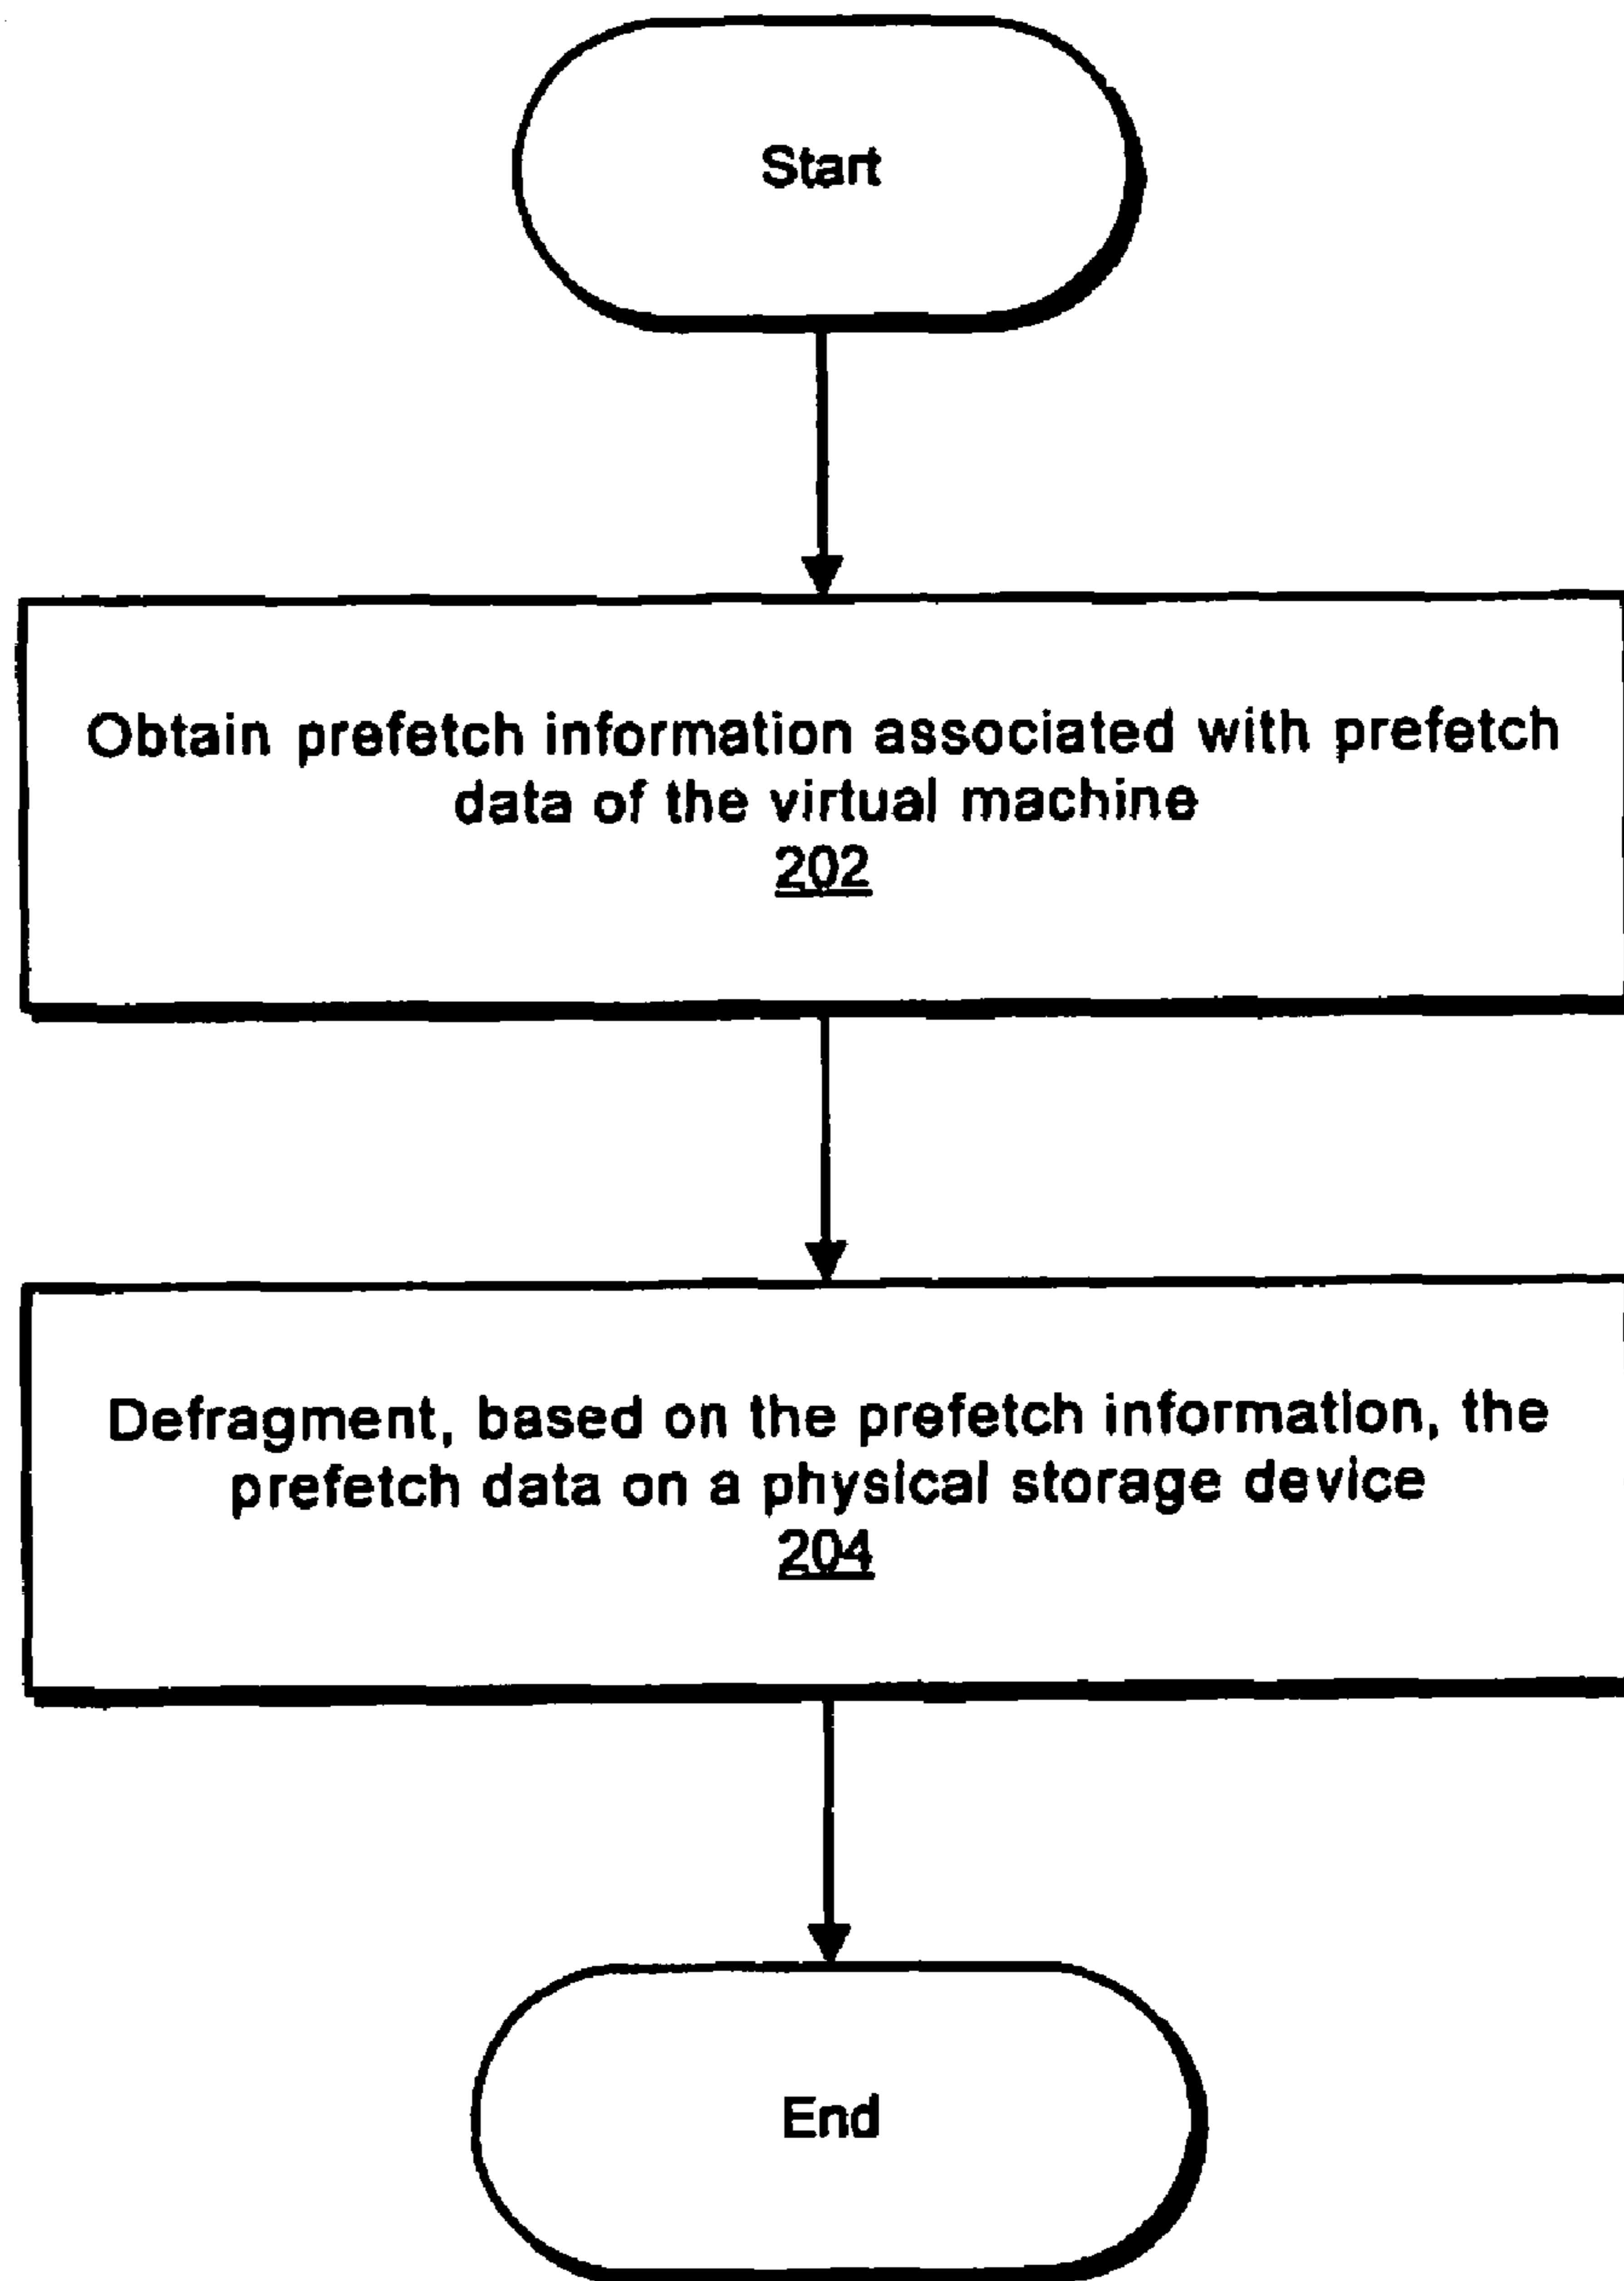 Start
Obtain prefetch information associated with prefetch
data of the virtual machine
202
Defragment, based on the prefetch information, the
prefetch data on a physical storage device
204
End